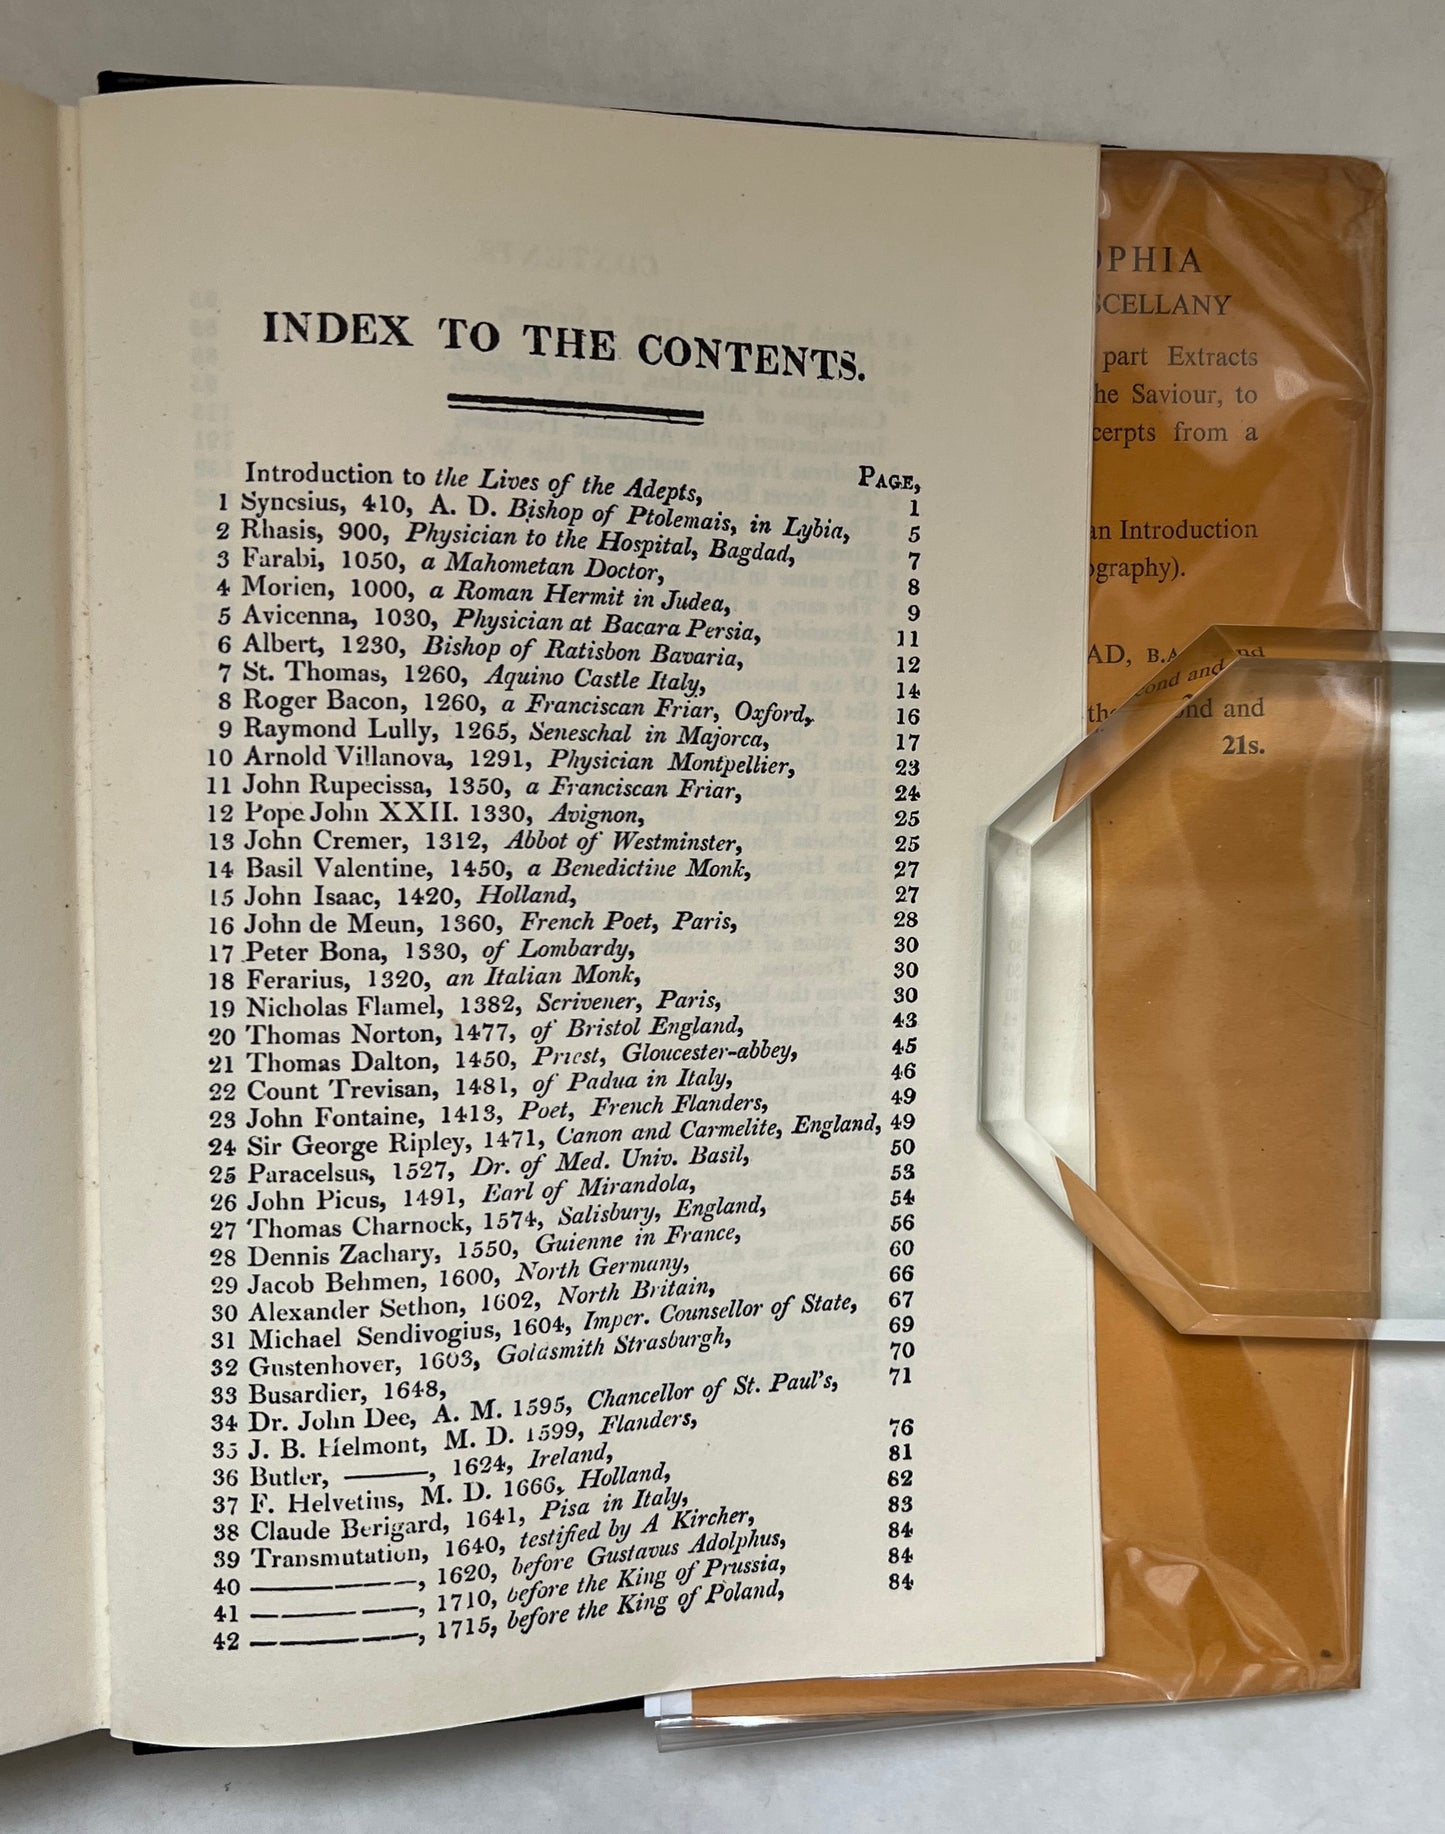 INDEX TO THE CONTENTS.
PAGE,
Introduction to the Lives of the Adepts, 1
1 Synesius, 410, A. D. Bishop of Ptolemais, in Lybia, 5
2 Rhasis, 900, Physician to the Hospital, Bagdad, 7
3 Farabi, 1050, a Mahometan Doctor, 8
4 Morien, 1000, a Roman Hermit in Judea, 9
5 Avicenna, 1030, Physician at Bacara Persia, 11
6 Albert, 1230, Bishop of Ratisbon Bavaria, 12
7 St. Thomas, 1260, Aquino Castle Italy, 14
8 Roger Bacon, 1260, a Franciscan Friar, Oxford, 16
9 Raymond Lully, 1265, Seneschal in Majorca, 17
10 Arnold Villanova, 1291, Physician Montpellier, 23
11 John Rupecissa, 1350, a Franciscan Friar, 24
12 Pope John XXII. 1330, Avignon, 25
13 John Cremer, 1312, Abbot of Westminster, 25
14 Basil Valentine, 1450, a Benedictine Monk, 27
15 John Isaac, 1420, Holland, 27
16 John de Meun, 1360, French Poet, Paris, 28
17 Peter Bona, 1330, of Lombardy, 30
18 Ferarius, 1320, an Italian Monk, 30
19 Nicholas Flamel, 1382, Scrivener, Paris, 30
20 Thomas Norton, 1477, of Bristol England, 43
21 Thomas Dalton, 1450, Priest, Gloucester-abbey, 45
22 Count Trevisan, 1481, of Padua in Italy, 46
23 John Fontaine, 1413, Poet, French Flanders, 49
24 Sir George Ripley, 1471, Canon and Carmelite, England, 49
25 Paracelsus, 1527, Dr. of Med. Univ. Basil, 50
26 John Picus, 1491, Earl of Mirandola, 53
27 Thomas Charnock, 1574, Salisbury, England, 54
28 Dennis Zachary, 1550, Guienne in France, 56
29 Jacob Behmen, 1600, North Germany, 60
30 Alexander Sethon, 1602, North Britain, 66
31 Michael Sendivogius, 1604, Imper. Counsellor of State, 67
32 Gustenhover, 1603, Goldsmith Strasburgh, 69
33 Busardier, 1648, 70
34 Dr. John Dee, A. M. 1595, Chancellor of St. Paul's, 71
35 J. B. Helmont, M. D. 1599, Flanders,
36 Butler, ———, 1624, Ireland, 76
37 F. Helvetius, M. D. 1666, Holland, 81
38 Claude Berigard, 1641, Pisa in Italy, 82
39 Transmutation, 1640, testified by A Kircher, 83
40 ——————, 1620, before Gustavus Adolphus, 84
41 ——————, 1710, before the King of Prussia, 84
42 ——————, 1715, before the King of Poland, 84
OPHIA
SCELLANY
part Extracts
he Saviour, to
cerpts from a
an Introduction
ography).
AD, B.A.
the second and
21s.